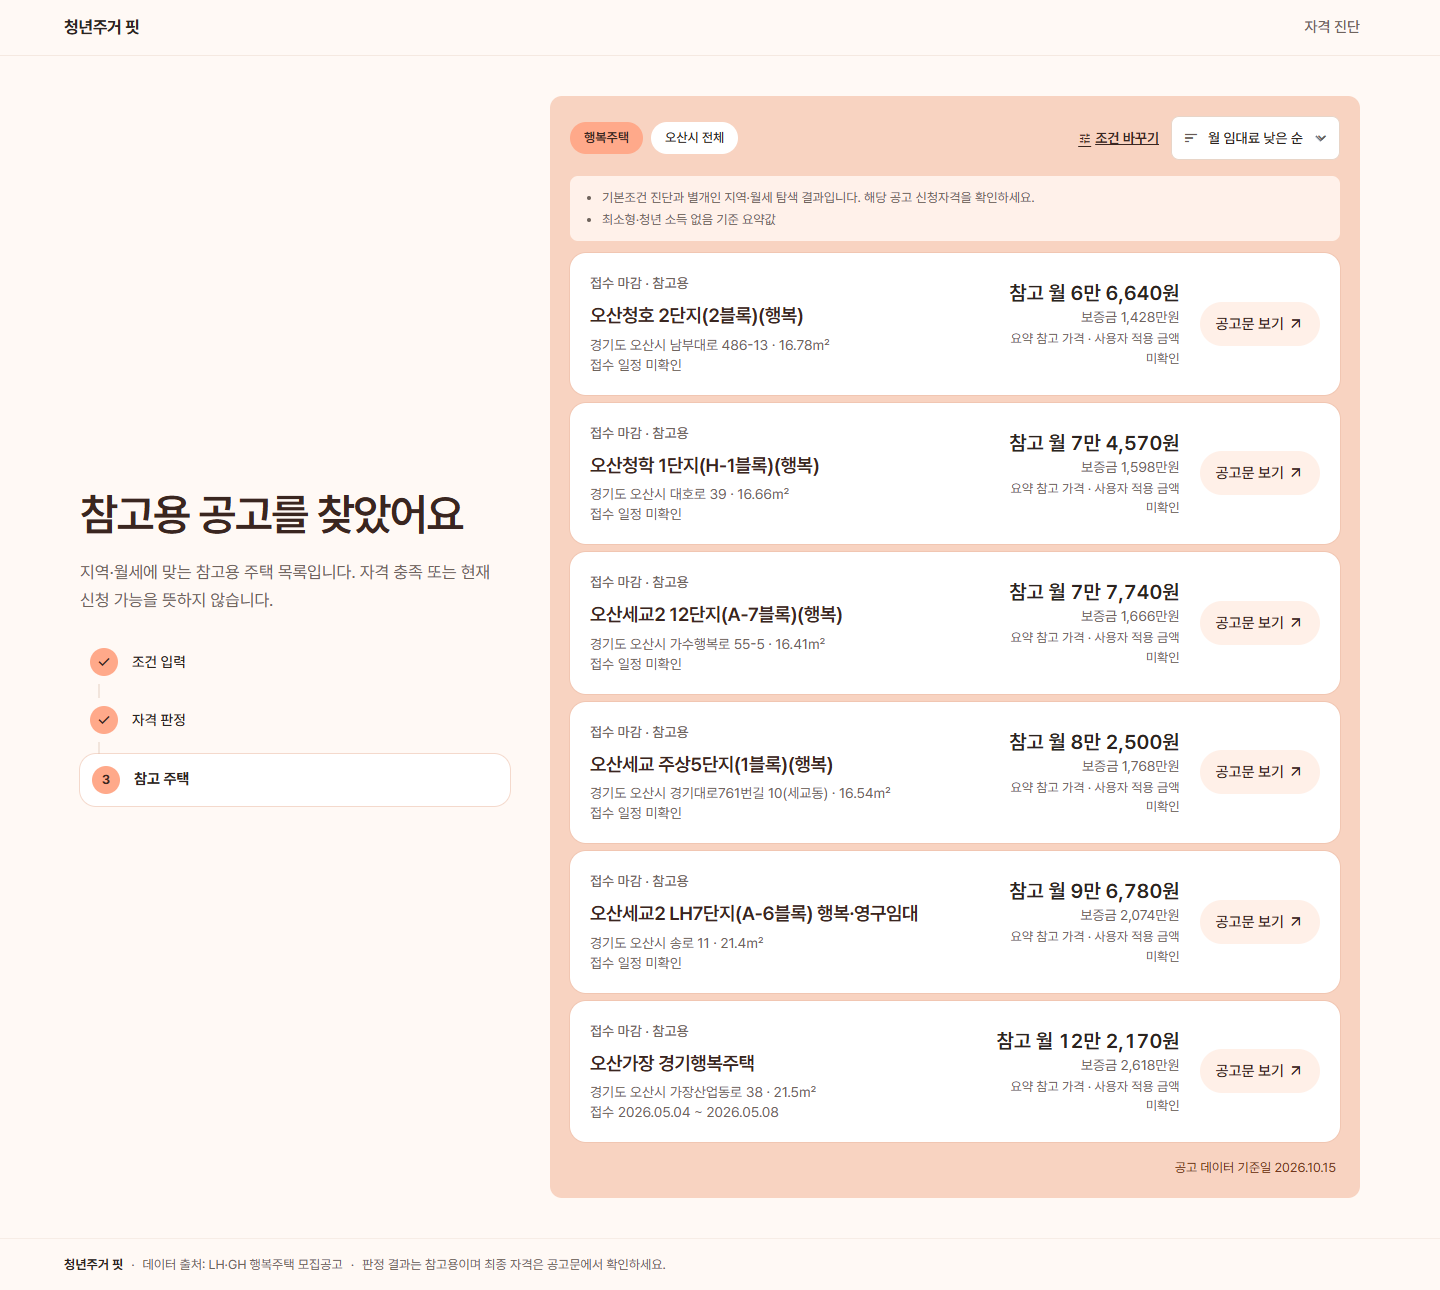 청년주거 핏
자격 진단
참고용 공고를 찾았어요
지역·월세에 맞는 참고용 주택 목록입니다. 자격 충족 또는 현재
신청 가능을 뜻하지 않습니다.
조건 입력
자격 판정
3 참고 주택
행복주택
오산시 전체
조건 바꾸기
월 임대료 낮은 순
• 기본조건 진단과 별개인 지역·월세 탐색 결과입니다. 해당 공고 신청자격을 확인하세요.
• 최소형·청년 소득 없음 기준 요약값
접수 마감 · 참고용
오산청호 2단지(2블록)(행복)
경기도 오산시 남부대로 486-13 · 16.78m²
접수 일정 미확인
참고 월 6만 6,640원
보증금 1,428만원
요약 참고 가격 · 사용자 적용 금액
미확인
공고문 보기
접수 마감 · 참고용
오산청학 1단지(H-1블록)(행복)
경기도 오산시 대호로 39 · 16.66m²
접수 일정 미확인
참고 월 7만 4,570원
보증금 1,598만원
요약 참고 가격 · 사용자 적용 금액
미확인
공고문 보기
접수 마감 · 참고용
오산세교2 12단지(A-7블록)(행복)
경기도 오산시 가수행복로 55-5 · 16.41m²
접수 일정 미확인
참고 월 7만 7,740원
보증금 1,666만원
요약 참고 가격 · 사용자 적용 금액
미확인
공고문 보기
접수 마감 · 참고용
오산세교 주상5단지(1블록)(행복)
경기도 오산시 경기대로761번길 10(세교동) · 16.54m²
접수 일정 미확인
참고 월 8만 2,500원
보증금 1,768만원
요약 참고 가격 · 사용자 적용 금액
미확인
공고문 보기
접수 마감 · 참고용
오산세교2 LH7단지(A-6블록) 행복·영구임대
경기도 오산시 송로 11 · 21.4m²
접수 일정 미확인
참고 월 9만 6,780원
보증금 2,074만원
요약 참고 가격 · 사용자 적용 금액
미확인
공고문 보기
접수 마감 · 참고용
오산가장 경기행복주택
경기도 오산시 가장산업동로 38 · 21.5m²
접수 2026.05.04 ~ 2026.05.08
참고 월 12만 2,170원
보증금 2,618만원
요약 참고 가격 · 사용자 적용 금액
미확인
공고문 보기
공고 데이터 기준일 2026.10.15
청년주거 핏 · 데이터 출처: LH·GH 행복주택 모집공고 · 판정 결과는 참고용이며 최종 자격은 공고문에서 확인하세요.